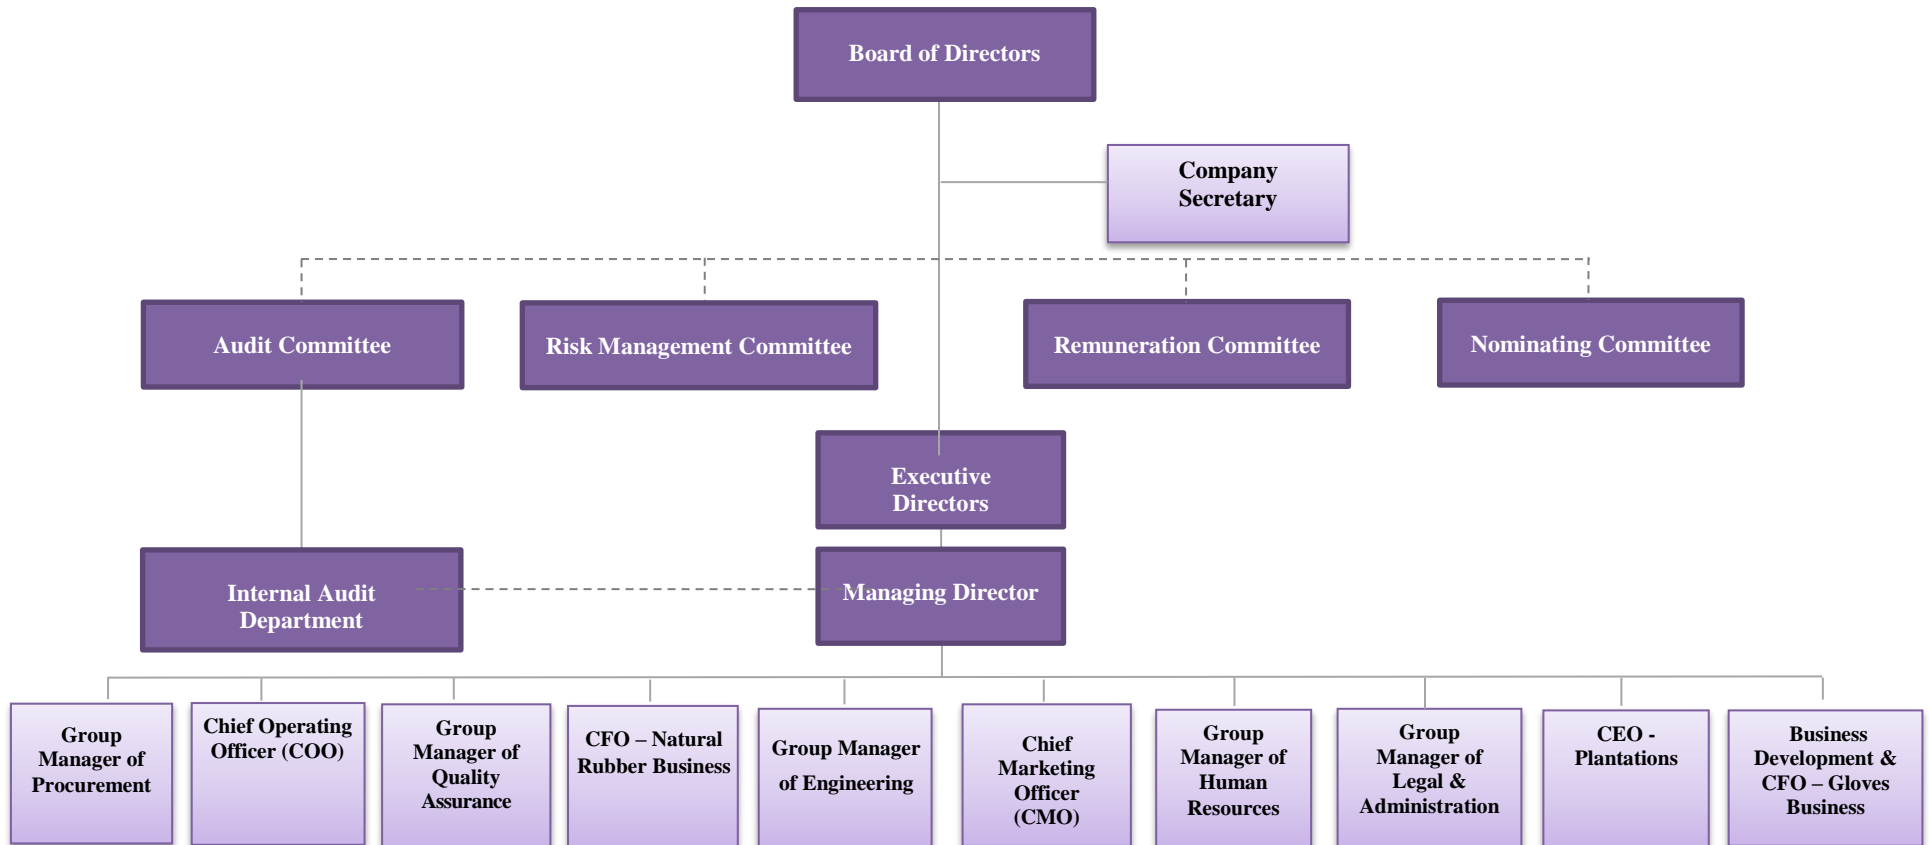 Board of Directors
Company
Secretary
Audit Committee
Risk Management Committee
Remuneration Committee
Nominating Committee
Executive
Directors
Internal Audit
Department
Managing Director
Group
Manager of
Procurement
Chief Operating
Officer (COO)
Group
Manager of
Quality
Assurance
CFO – Natural
Rubber Business
Group Manager
of Engineering
Chief
Marketing
Officer
(CMO)
Group
Manager of
Human
Resources
Group
Manager of
Legal &
Administration
CEO -
Plantations
Business
Development &
CFO – Gloves
Business